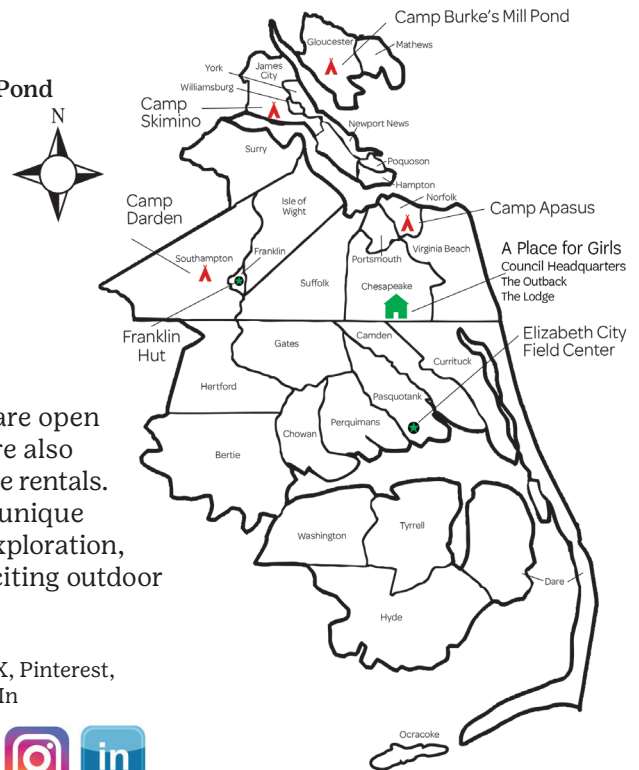 Camp Burke's Mill Pond
Gloucester
Mathews
James
City
York
Williamsburg
Pond
Camp
Skimino
N
Newport News
Surry
Poquoson
Hampton
Isle of
Wight
Norfolk
Camp
Darden
Camp Apasus
Southampton
Franklin
Portsmouth
Virginia Beach
A Place for Girls
Council Headquarters
The Outback
The Lodge
Suffolk
Chesapeake
Franklin
Hut
Gates
Camden
Currituck
Elizabeth City
Field Center
Hertford
Pasquotank
Perquimans
Chowan
Bertie
are open
re also
e rentals.
unique
xploration,
citing outdoor
Washington
Tyrrell
Dare
Hyde
X, Pinterest,
In
in
Ocracoke